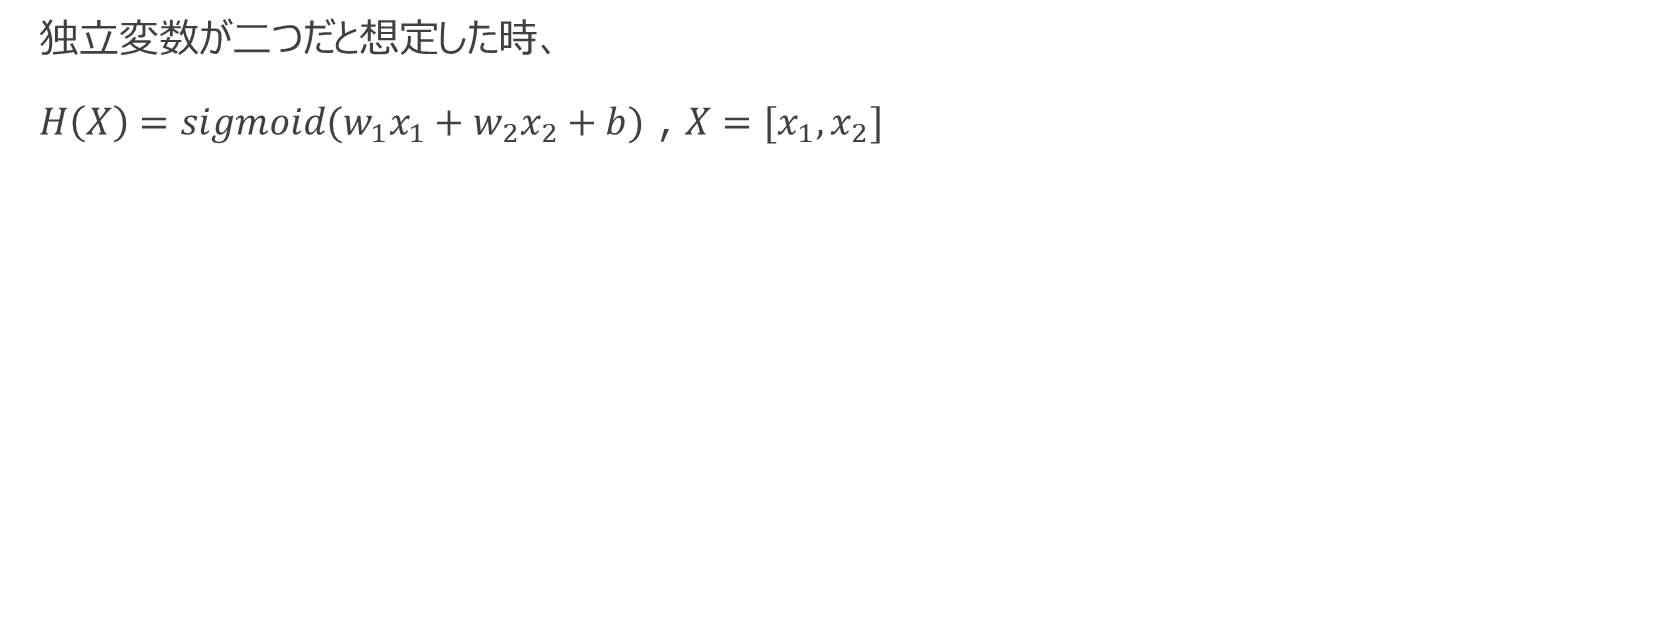 独立変数が二つだと想定した時、
H(X) = sigmoid(w₁x₁ + w₂x₂ + b) , X = [x₁, x₂]